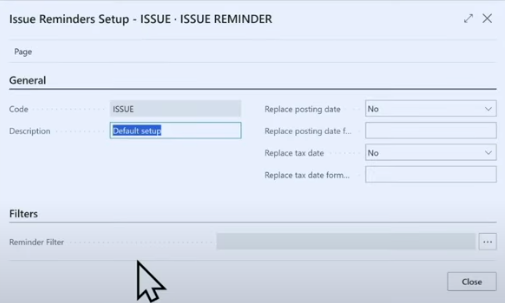 Issue Reminders Setup - ISSUE · ISSUE REMINDER
Page
General
Code ISSUE
Description Default setup
Replace posting date No
Replace posting date f...
Replace tax date No
Replace tax date form...
Filters
Reminder Filter ...
Close